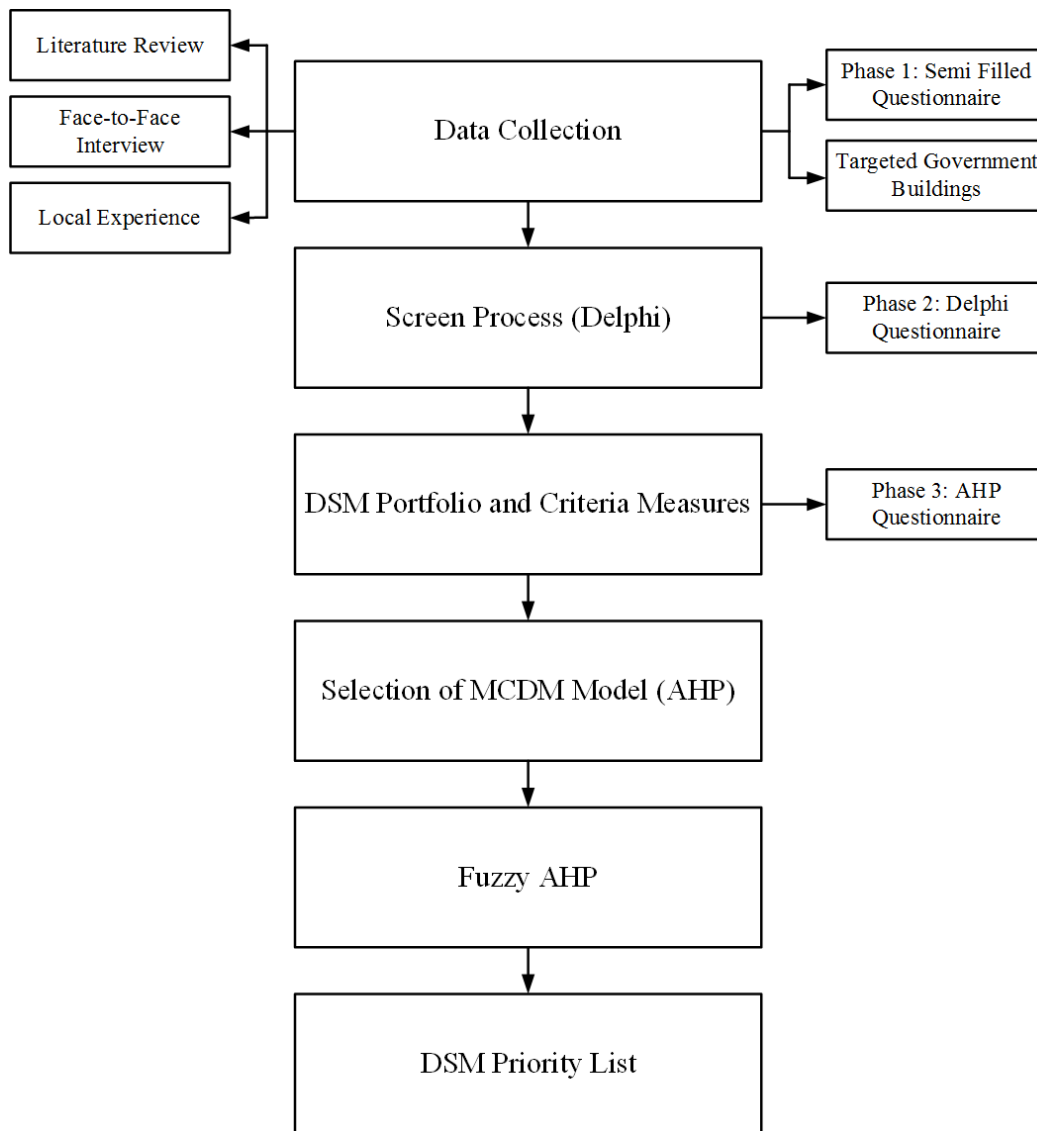 Literature Review
Face-to-Face
Interview
Local Experience
Data Collection
Phase 1: Semi Filled
Questionnaire
Targeted Government
Buildings
Screen Process (Delphi)
Phase 2: Delphi
Questionnaire
DSM Portfolio and Criteria Measures
Phase 3: AHP
Questionnaire
Selection of MCDM Model (AHP)
Fuzzy AHP
DSM Priority List